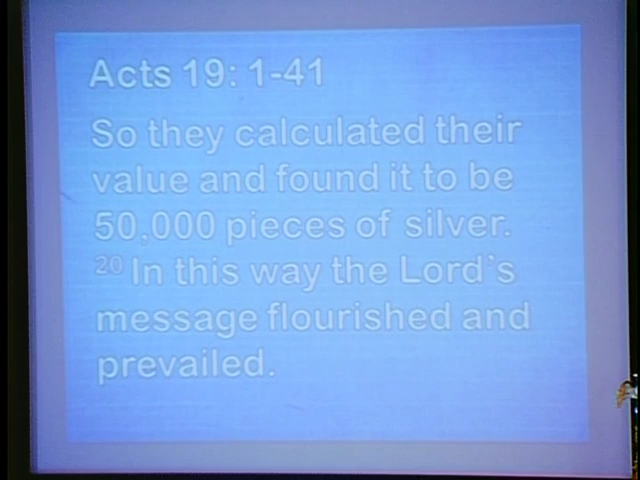 Acts 19: 1-41
So they calculated their
value and found it to be
50,000 pieces of silver.
20 In this way the Lord's
message flourished and
prevailed.